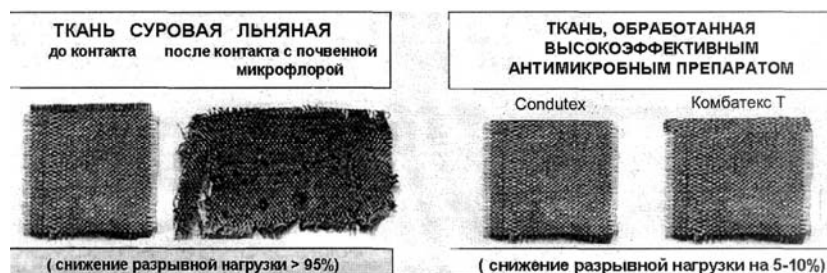 ТКАНЬ СУРОВАЯ ЛЬНЯНАЯ
до контакта после контакта с почвенной
микрофлорой
( снижение разрывной нагрузки > 95%)
ТКАНЬ, ОБРАБОТАННАЯ
ВЫСОКОЭФФЕКТИВНЫМ
АНТИМИКРОБНЫМ ПРЕПАРАТОМ
Condutex Комбатекс Т
( снижение разрывной нагрузки на 5-10%)